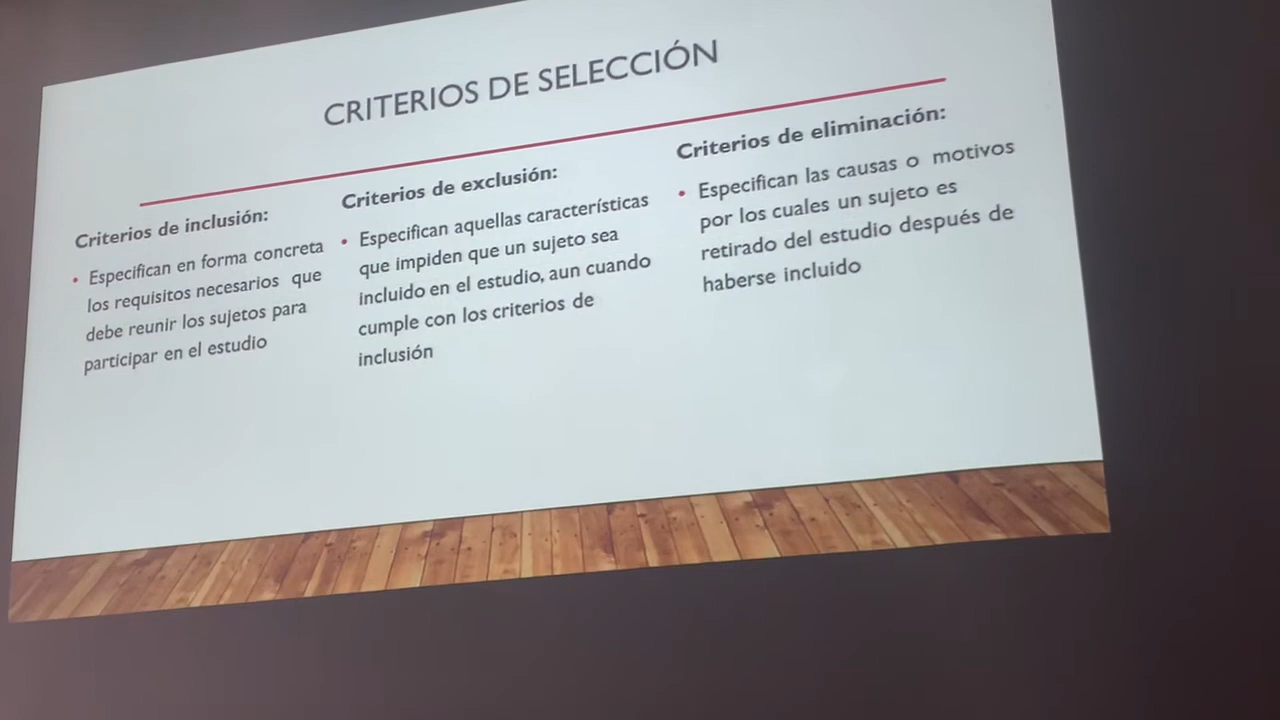 CRITERIOS DE SELECCIÓN
Criterios de inclusión:
• Especifican en forma concreta
los requisitos necesarios que
debe reunir los sujetos para
participar en el estudio
Criterios de exclusión:
• Especifican aquellas características
que impiden que un sujeto sea
incluido en el estudio, aun cuando
cumple con los criterios de
inclusión
Criterios de eliminación:
• Especifican las causas o motivos
por los cuales un sujeto es
retirado del estudio después de
haberse incluido